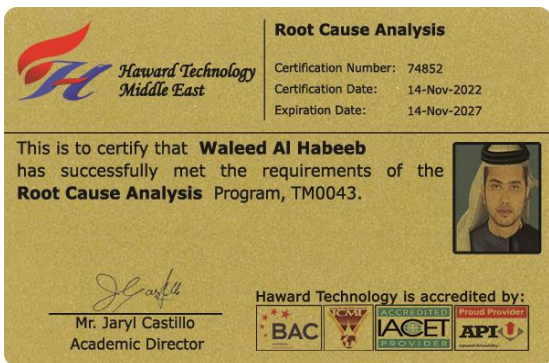 Haward Technology
Middle East
Root Cause Analysis
Certification Number: 74852
Certification Date: 14-Nov-2022
Expiration Date: 14-Nov-2027
This is to certify that Waleed Al Habeeb
has successfully met the requirements of the
Root Cause Analysis Program, TM0043.
Mr. Jaryl Castillo
Academic Director
Haward Technology is accredited by:
BAC
ACCREDITED
IACET
PROVIDER
Proud Provider
API